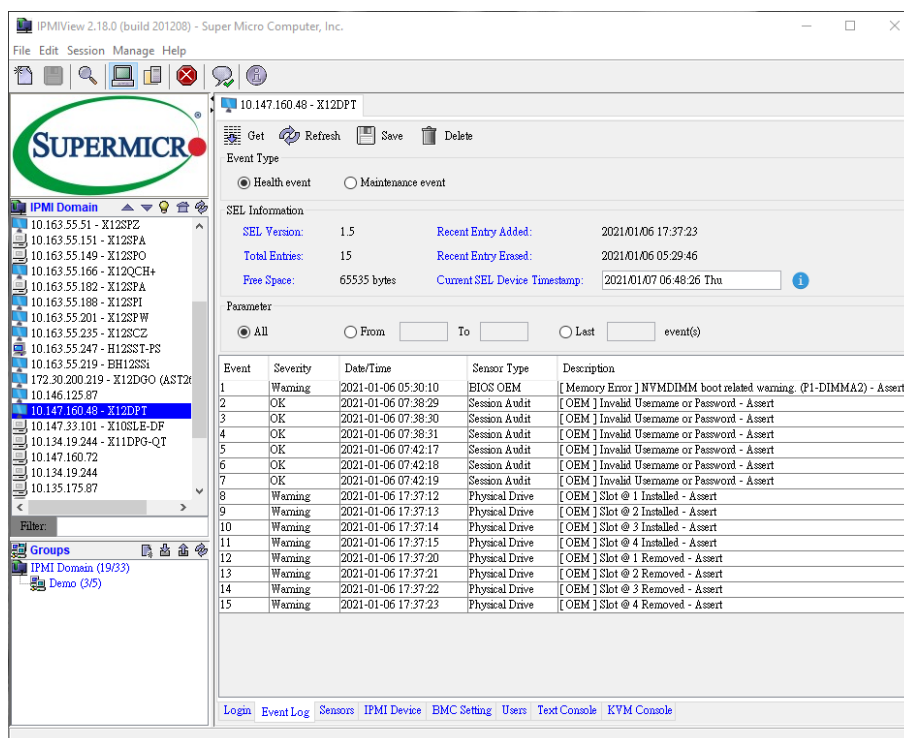 IPMIView 2.18.0 (build 201208) - Super Micro Computer, Inc.
File Edit Session Manage Help
SUPERMICRO
IPMI Domain
10.163.55.51 - X12SPZ
10.163.55.151 - X12SPA
10.163.55.149 - X12SPO
10.163.55.166 - X12QCH+
10.163.55.182 - X12SPA
10.163.55.188 - X12SPI
10.163.55.201 - X12SPW
10.163.55.235 - X12SCZ
10.163.55.247 - H12SST-PS
10.163.55.219 - BH12SSi
172.30.200.219 - X12DGO (AST26
10.146.125.87
10.147.160.48 - X12DPT
10.147.33.101 - X10SLE-DF
10.134.19.244 - X11DPG-QT
10.147.160.72
10.134.19.244
10.135.175.87
Filter:
Groups
IPMI Domain (19/33)
Demo (3/5)
10.147.160.48 - X12DPT
Get Refresh Save Delete
Event Type
Health event Maintenance event
SEL Information
SEL Version: 1.5 Recent Entry Added: 2021/01/06 17:37:23
Total Entries: 15 Recent Entry Erased: 2021/01/06 05:29:46
Free Space: 65535 bytes Current SEL Device Timestamp: 2021/01/07 06:48:26 Thu
Parameter
All From To Last event(s)
Event Severity Date/Time Sensor Type Description
1 Warning 2021-01-06 05:30:10 BIOS OEM [ Memory Error ] NVMDIMM boot related warning. (P1-DIMMA2) - Assert
2 OK 2021-01-06 07:38:29 Session Audit [ OEM ] Invalid Username or Password - Assert
3 OK 2021-01-06 07:38:30 Session Audit [ OEM ] Invalid Username or Password - Assert
4 OK 2021-01-06 07:38:31 Session Audit [ OEM ] Invalid Username or Password - Assert
5 OK 2021-01-06 07:42:17 Session Audit [ OEM ] Invalid Username or Password - Assert
6 OK 2021-01-06 07:42:18 Session Audit [ OEM ] Invalid Username or Password - Assert
7 OK 2021-01-06 07:42:19 Session Audit [ OEM ] Invalid Username or Password - Assert
8 Warning 2021-01-06 17:37:12 Physical Drive [ OEM ] Slot @ 1 Installed - Assert
9 Warning 2021-01-06 17:37:13 Physical Drive [ OEM ] Slot @ 2 Installed - Assert
10 Warning 2021-01-06 17:37:14 Physical Drive [ OEM ] Slot @ 3 Installed - Assert
11 Warning 2021-01-06 17:37:15 Physical Drive [ OEM ] Slot @ 4 Installed - Assert
12 Warning 2021-01-06 17:37:20 Physical Drive [ OEM ] Slot @ 1 Removed - Assert
13 Warning 2021-01-06 17:37:21 Physical Drive [ OEM ] Slot @ 2 Removed - Assert
14 Warning 2021-01-06 17:37:22 Physical Drive [ OEM ] Slot @ 3 Removed - Assert
15 Warning 2021-01-06 17:37:23 Physical Drive [ OEM ] Slot @ 4 Removed - Assert
Login Event Log Sensors IPMI Device BMC Setting Users Text Console KVM Console